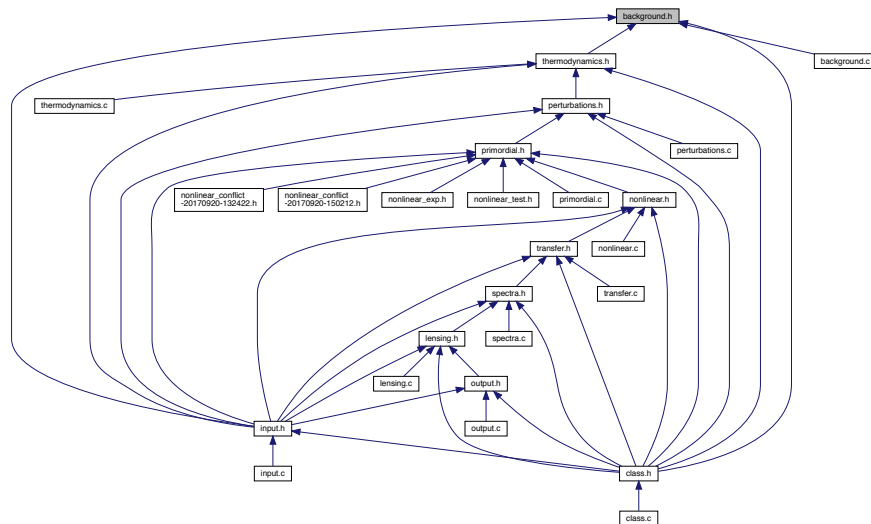 background.h
thermodynamics.h
background.c
thermodynamics.c
perturbations.h
primordial.h
perturbations.c
nonlinear_conflict
-20170920-132422.h
nonlinear_conflict
-20170920-150212.h
nonlinear_exp.h
nonlinear_test.h
primordial.c
nonlinear.h
transfer.h
nonlinear.c
spectra.h
transfer.c
lensing.h
spectra.c
lensing.c
output.h
input.h
output.c
input.c
class.h
class.c